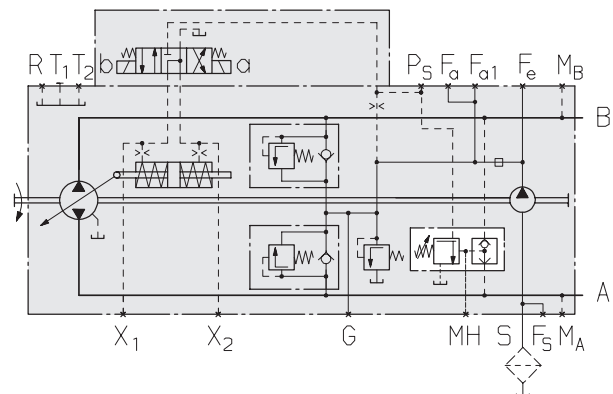 b a
R T1 T2 PS Fa Fa1 Fe MB
B
A
X1 X2 G MH S FS MA